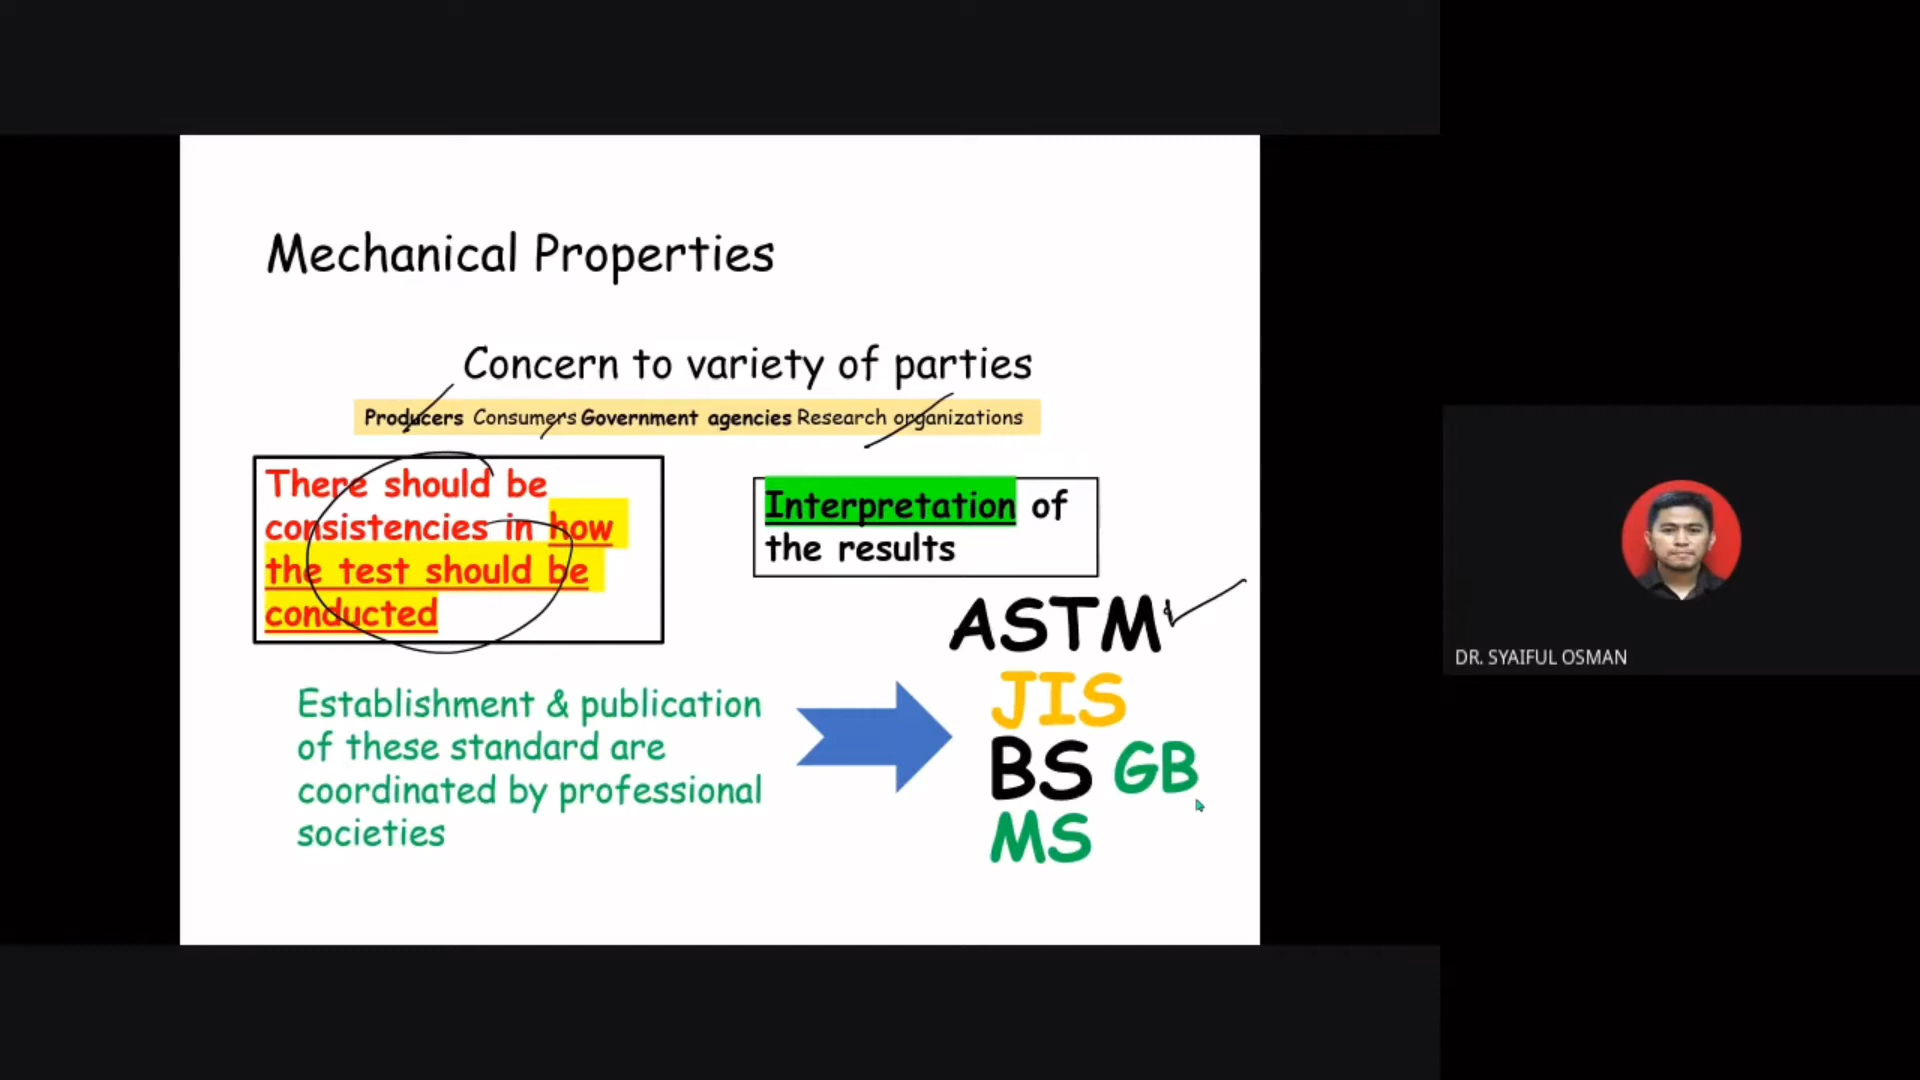 Mechanical Properties
Concern to variety of parties
Producers Consumers Government agencies Research organizations
There should be
consistencies in how
the test should be
conducted
Interpretation of
the results
ASTM
JIS
BS GB
MS
Establishment & publication
of these standard are
coordinated by professional
societies
DR. SYAIFUL OSMAN